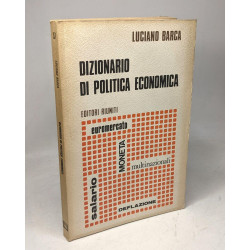 LUCIANO BARCA
DIZIONARIO
DI POLITICA ECONOMICA
EDITORI RIUNITI
euromercato
salario
MONETA
multinazionali
DEFLAZIONE